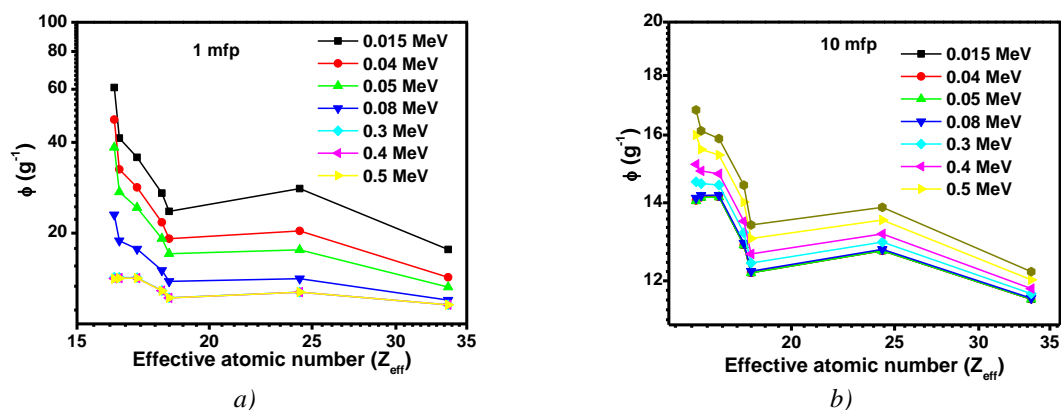 100
80
60
40
20
ϕ (g⁻¹)
1 mfp
0.015 MeV
0.04 MeV
0.05 MeV
0.08 MeV
0.3 MeV
0.4 MeV
0.5 MeV
15
20
25
30
35
Effective atomic number (Z_eff)
a)
20
18
16
14
12
ϕ (g⁻¹)
10 mfp
0.015 MeV
0.04 MeV
0.05 MeV
0.08 MeV
0.3 MeV
0.4 MeV
0.5 MeV
20
25
30
35
Effective atomic number (Z_eff)
b)